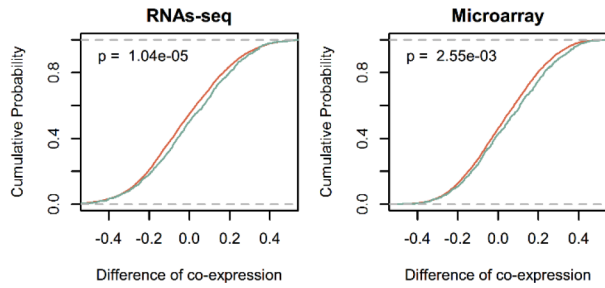 RNAs-seq
p = 1.04e-05
Cumulative Probability
0.0 0.4 0.8
-0.4 -0.2 0.0 0.2 0.4
Difference of co-expression
Microarray
p = 2.55e-03
Cumulative Probability
0.0 0.4 0.8
-0.4 -0.2 0.0 0.2 0.4
Difference of co-expression